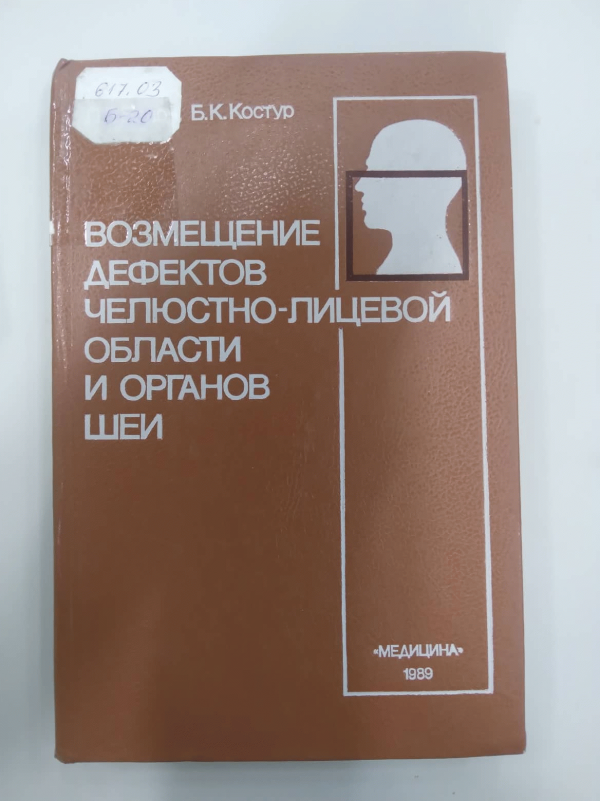 617.03
Б-20
Б.К.Костур
ВОЗМЕЩЕНИЕ
ДЕФЕКТОВ
ЧЕЛЮСТНО-ЛИЦЕВОЙ
ОБЛАСТИ
И ОРГАНОВ
ШЕИ
«МЕДИЦИНА»
1989